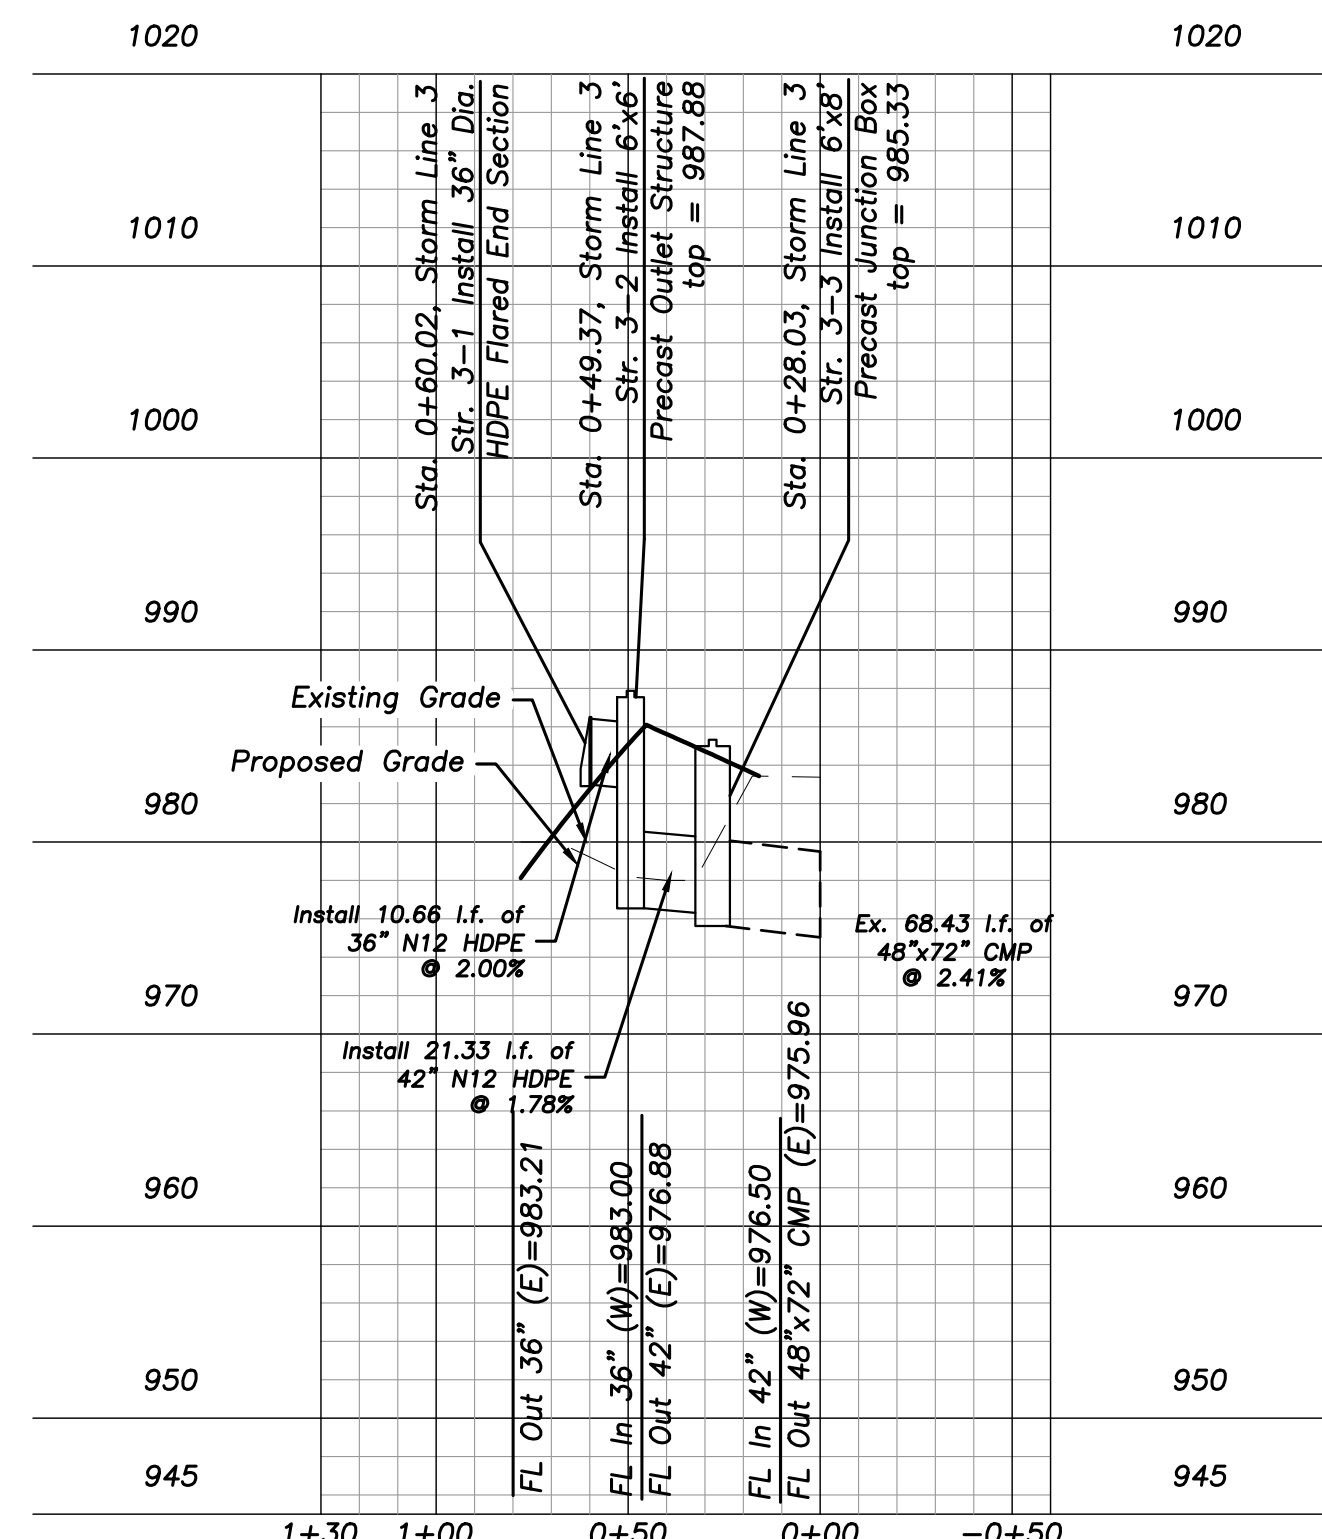 1020
1020
Sta. 0+60.02, Storm Line 3
Str. 3-1 Install 36" Dia.
HDPE Flared End Section
Sta. 0+49.37, Storm Line 3
Str. 3-2 Install 6'x6'
Precast Outlet Structure
top = 987.88
Sta. 0+28.03, Storm Line 3
Str. 3-3 Install 6'x8'
Precast Junction Box
top = 985.33
1010
1010
1000
1000
990
990
Existing Grade
Proposed Grade
980
980
Install 10.66 l.f. of
36" N12 HDPE
@ 2.00%
Ex. 68.43 l.f. of
48"x72" CMP
@ 2.41%
970
970
Install 21.33 l.f. of
42" N12 HDPE
@ 1.78%
FL Out 36" (E)=983.21
FL In 36" (W)=983.00
FL Out 42" (E)=976.88
FL In 42" (W)=976.50
FL Out 48"x72" CMP (E)=975.96
960
960
950
950
945
945
1+30 1+00 0+50 0+00 -0+50